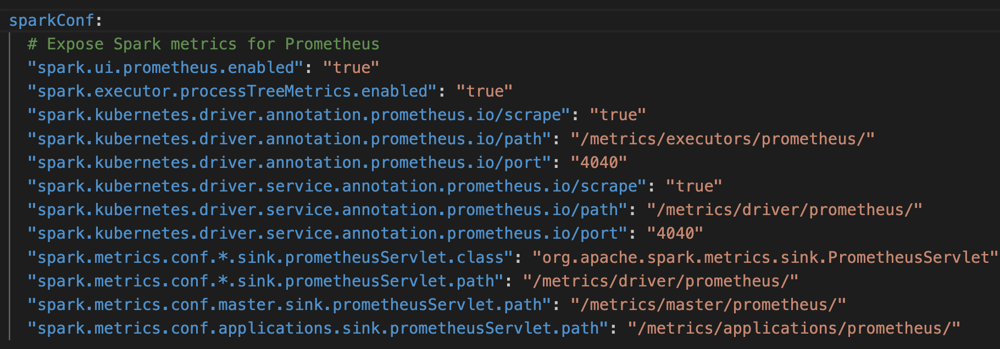 sparkConf:
# Expose Spark metrics for Prometheus
"spark.ui.prometheus.enabled": "true"
"spark.executor.processTreeMetrics.enabled": "true"
"spark.kubernetes.driver.annotation.prometheus.io/scrape": "true"
"spark.kubernetes.driver.annotation.prometheus.io/path": "/metrics/executors/prometheus/"
"spark.kubernetes.driver.annotation.prometheus.io/port": "4040"
"spark.kubernetes.driver.service.annotation.prometheus.io/scrape": "true"
"spark.kubernetes.driver.service.annotation.prometheus.io/path": "/metrics/driver/prometheus/"
"spark.kubernetes.driver.service.annotation.prometheus.io/port": "4040"
"spark.metrics.conf.*.sink.prometheusServlet.class": "org.apache.spark.metrics.sink.PrometheusServlet"
"spark.metrics.conf.*.sink.prometheusServlet.path": "/metrics/driver/prometheus/"
"spark.metrics.conf.master.sink.prometheusServlet.path": "/metrics/master/prometheus/"
"spark.metrics.conf.applications.sink.prometheusServlet.path": "/metrics/applications/prometheus/"